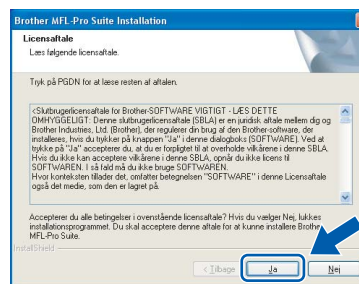 Brother MFL-Pro Suite Installation
Licensaftale
Læs følgende licensaftale.
Tryk på PGDN for at læse resten af aftalen.
<Slutbrugerlicensaftale for Brother-SOFTWARE VIGTIGT - LÆS DETTE
OMHYGGELIGT: Denne slutbrugerlicensaftale (SBLA) er en juridisk aftale mellem dig og
Brother Industries, Ltd. (Brother), der regulerer din brug af den Brother-software, der
installeres, hvis du trykker på knappen "Ja" i denne dialogboks (SOFTWARE). Ved at
trykke på "Ja" accepterer du, at du er forpligtet til at overholde vilkårene i denne SBLA.
Hvis du ikke kan acceptere vilkårene i denne SBLA, opnår du ikke licens til
SOFTWAREN. I så fald må du ikke bruge SOFTWAREN.
Hvor konteksten tillader det, omfatter betegnelsen "SOFTWARE" i denne Licensaftale
også det medie, som den er lagret på.
Accepterer du alle betingelser i ovenstående licensaftale? Hvis du vælger Nej, lukkes
installationsprogrammet. Du skal acceptere denne aftale for at kunne installere Brother
MFL-Pro Suite.
InstallShield
< Tilbage
Ja
Nej